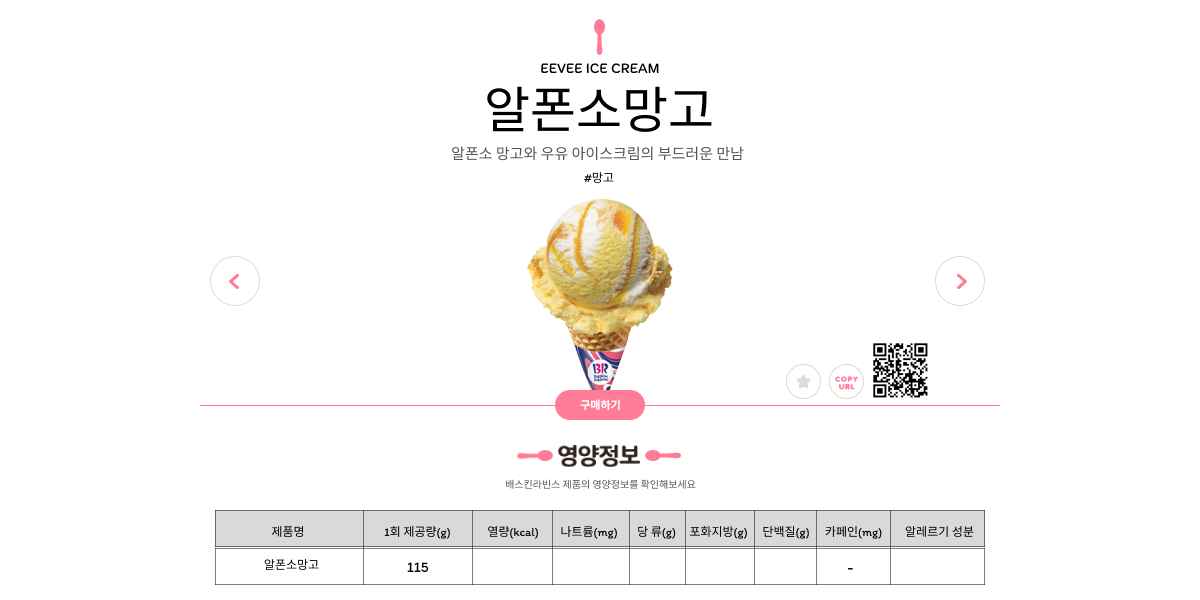 EEVEE ICE CREAM
알폰소망고
알폰소 망고와 우유 아이스크림의 부드러운 만남
#망고
BR
baskin robbins
COPY
URL
구매하기
영양정보
배스킨라빈스 제품의 영양정보를 확인해보세요
제품명 1회 제공량(g) 열량(kcal) 나트륨(mg) 당 류(g) 포화지방(g) 단백질(g) 카페인(mg) 알레르기 성분
알폰소망고 115 -